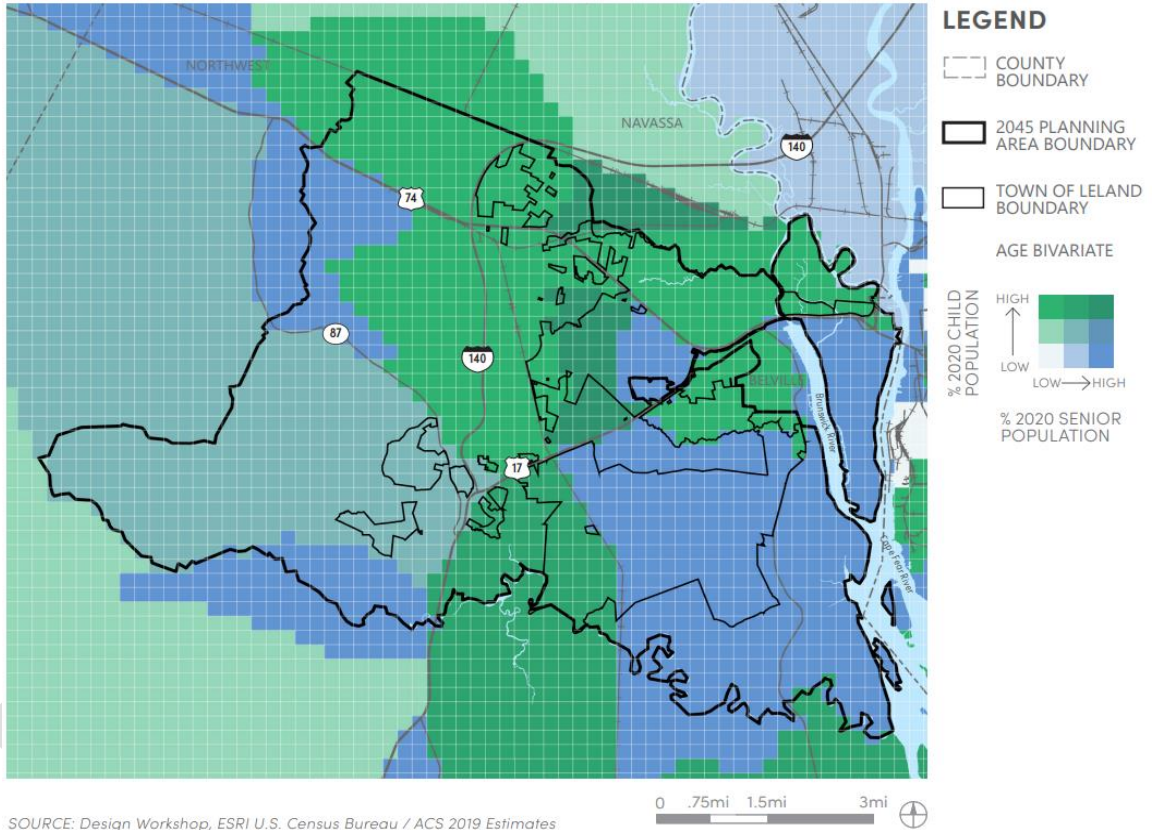 NORTHWEST
NAVASSA
140
74
87
140
BELVILLE
17
Brunswick River
Cape Fear River
LEGEND
COUNTY
BOUNDARY
2045 PLANNING
AREA BOUNDARY
TOWN OF LELAND
BOUNDARY
AGE BIVARIATE
% 2020 CHILD
POPULATION
HIGH
LOW
LOW HIGH
% 2020 SENIOR
POPULATION
0 .75mi 1.5mi 3mi
SOURCE: Design Workshop, ESRI U.S. Census Bureau / ACS 2019 Estimates